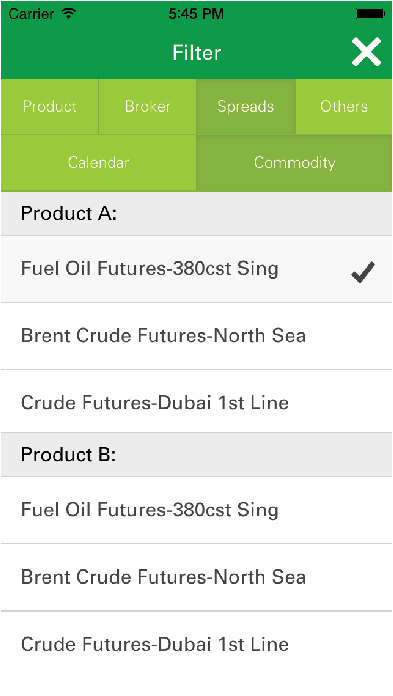 Carrier 5:45 PM
Filter
Product Broker Spreads Others
Calendar Commodity
Product A:
Fuel Oil Futures-380cst Sing
Brent Crude Futures-North Sea
Crude Futures-Dubai 1st Line
Product B:
Fuel Oil Futures-380cst Sing
Brent Crude Futures-North Sea
Crude Futures-Dubai 1st Line